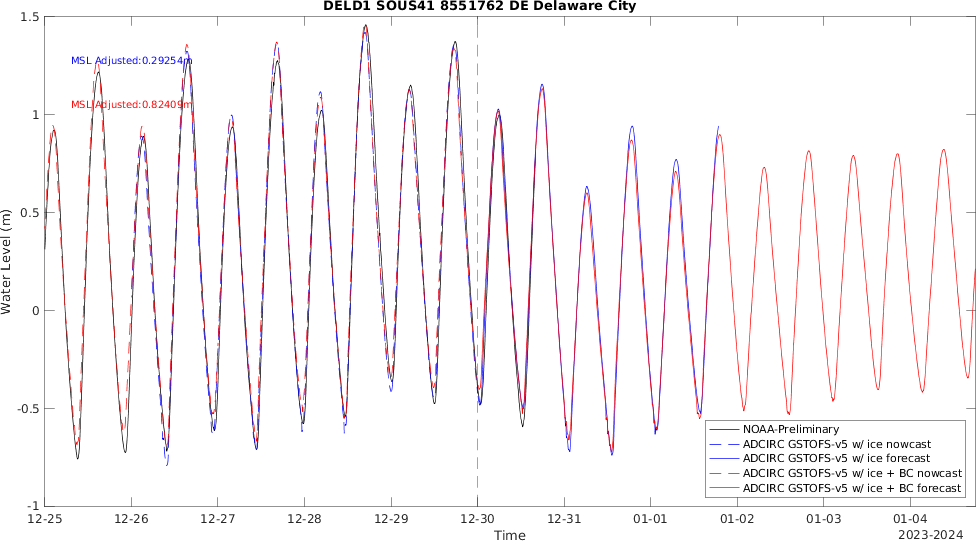 DELD1 SOUS41 8551762 DE Delaware City
1.5
MSL Adjusted:0.29254m
MSL Adjusted:0.82409m
1
0.5
0
-0.5
-1
Water Level (m)
NOAA-Preliminary
ADCIRC GSTOFS-v5 w/ ice nowcast
ADCIRC GSTOFS-v5 w/ ice forecast
ADCIRC GSTOFS-v5 w/ ice + BC nowcast
ADCIRC GSTOFS-v5 w/ ice + BC forecast
12-25 12-26 12-27 12-28 12-29 12-30 12-31 01-01 01-02 01-03 01-04
Time
2023-2024